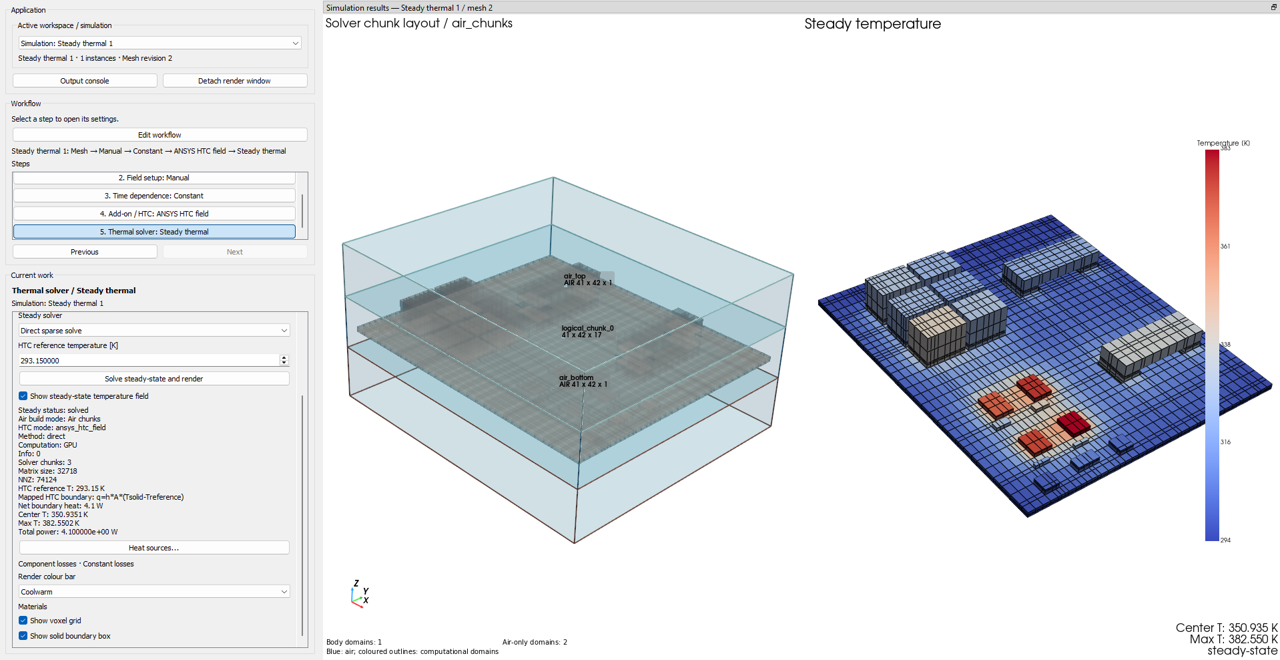 Application
Active workspace / simulation
Simulation: Steady thermal 1
Steady thermal 1 · 1 instances · Mesh revision 2
Output console
Detach render window
Workflow
Select a step to open its settings.
Edit workflow
Steady thermal 1: Mesh → Manual → Constant → ANSYS HTC field → Steady thermal
Steps
2. Field setup: Manual
3. Time dependence: Constant
4. Add-on / HTC: ANSYS HTC field
5. Thermal solver: Steady thermal
Previous
Next
Current work
Thermal solver / Steady thermal
Simulation: Steady thermal 1
Steady solver
Direct sparse solve
HTC reference temperature [K]
293.150000
Solve steady-state and render
Show steady-state temperature field
Steady status: solved
Air build mode: Air chunks
HTC mode: ansys_htc_field
Method: direct
Computation: GPU
Info: 0
Solver chunks: 3
Matrix size: 32718
NNZ: 74124
HTC reference T: 293.15 K
Mapped HTC boundary: q=h*A*(Tsolid-Treference)
Net boundary heat: 4.1 W
Center T: 350.9351 K
Max T: 382.5502 K
Total power: 4.100000e+00 W
Heat sources...
Component losses · Constant losses
Render colour bar
Coolwarm
Materials
Show voxel grid
Show solid boundary box
Simulation results — Steady thermal 1 / mesh 2
Solver chunk layout / air_chunks
air_top
AIR 41 x 42 x 1
logical_chunk_0
41 x 42 x 17
air_bottom
AIR 41 x 42 x 1
Z
Y
X
Body domains: 1
Air-only domains: 2
Blue: air; coloured outlines: computational domains
Steady temperature
Temperature (K)
383
361
338
316
294
Center T: 350.935 K
Max T: 382.550 K
steady-state